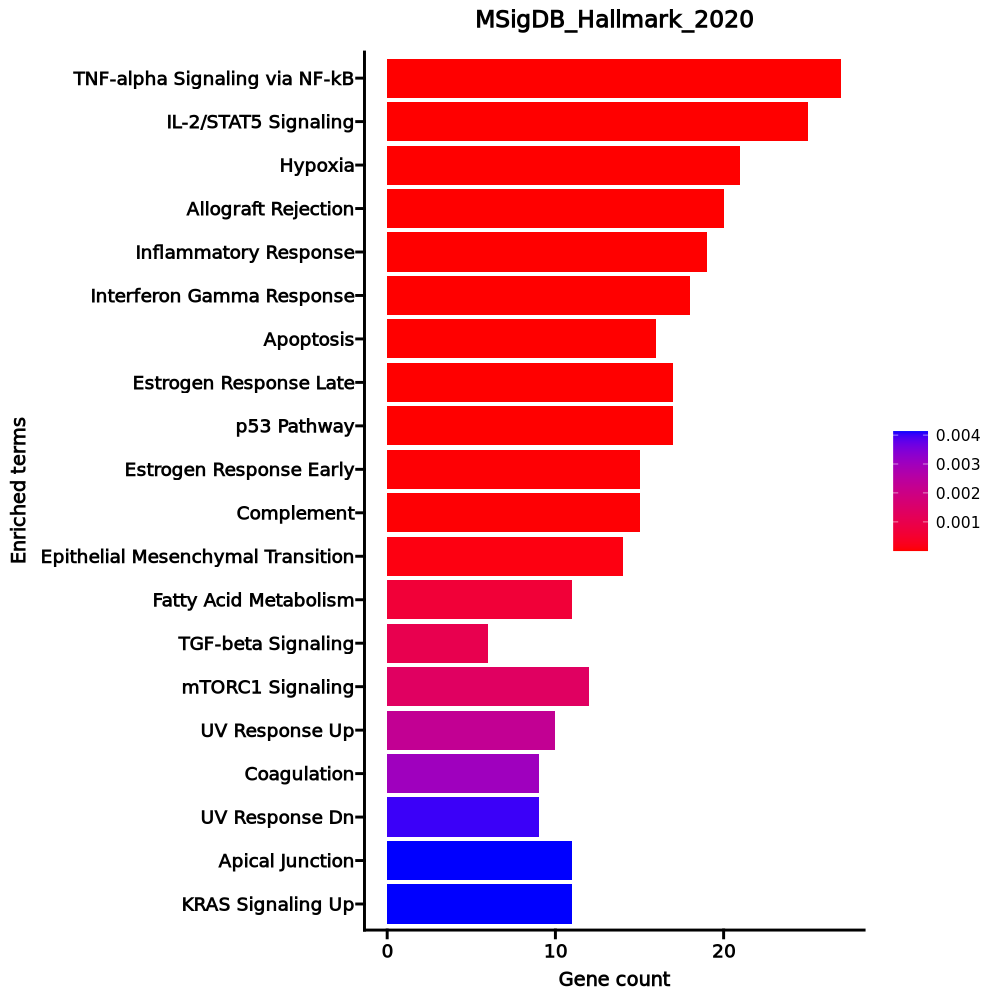 MSigDB_Hallmark_2020
Enriched terms
TNF-alpha Signaling via NF-kB
IL-2/STAT5 Signaling
Hypoxia
Allograft Rejection
Inflammatory Response
Interferon Gamma Response
Apoptosis
Estrogen Response Late
p53 Pathway
Estrogen Response Early
Complement
Epithelial Mesenchymal Transition
Fatty Acid Metabolism
TGF-beta Signaling
mTORC1 Signaling
UV Response Up
Coagulation
UV Response Dn
Apical Junction
KRAS Signaling Up
0 10 20
Gene count
0.004
0.003
0.002
0.001